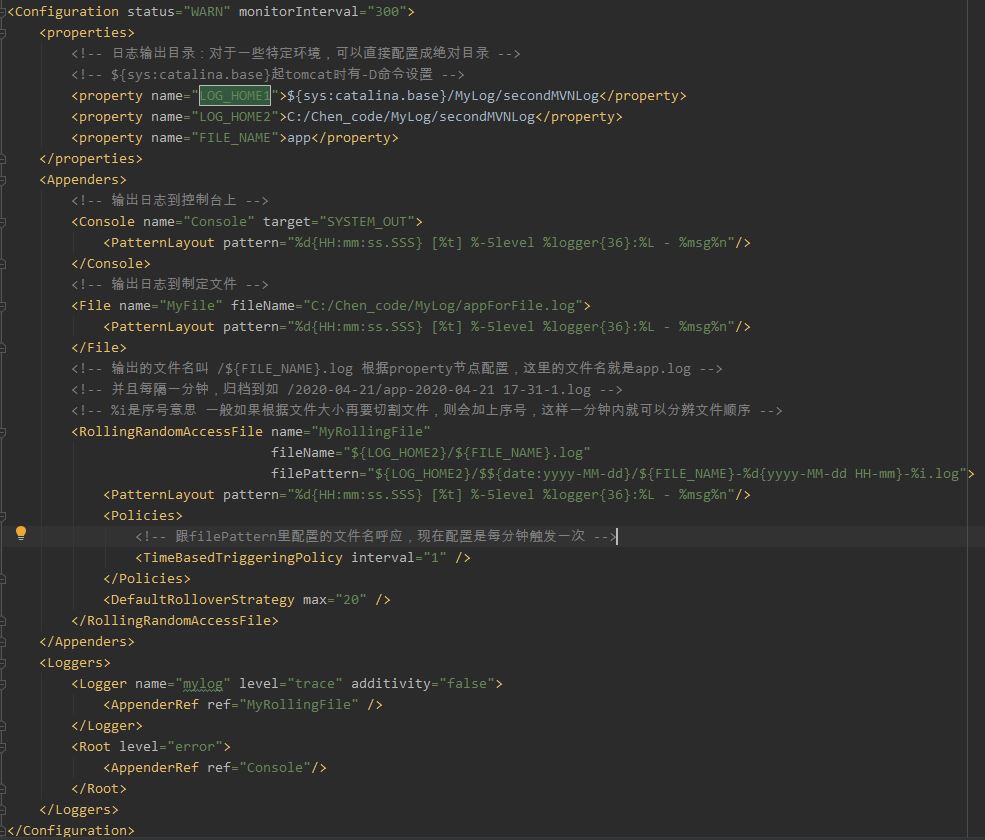 <Configuration status="WARN" monitorInterval="300">
<properties>
<!-- 日志输出目录：对于一些特定环境，可以直接配置成绝对目录 -->
<!-- ${sys:catalina.base}起tomcat时有-D命令设置 -->
<property name="LOG_HOME1">${sys:catalina.base}/MyLog/secondMVNLog</property>
<property name="LOG_HOME2">C:/Chen_code/MyLog/secondMVNLog</property>
<property name="FILE_NAME">app</property>
</properties>
<Appenders>
<!-- 输出日志到控制台上 -->
<Console name="Console" target="SYSTEM_OUT">
<PatternLayout pattern="%d{HH:mm:ss.SSS} [%t] %-5level %logger{36}:%L - %msg%n"/>
</Console>
<!-- 输出日志到制定文件 -->
<File name="MyFile" fileName="C:/Chen_code/MyLog/appForFile.log">
<PatternLayout pattern="%d{HH:mm:ss.SSS} [%t] %-5level %logger{36}:%L - %msg%n"/>
</File>
<!-- 输出的文件名叫 /${FILE_NAME}.log 根据property节点配置，这里的文件名就是app.log -->
<!-- 并且每隔一分钟，归档到如 /2020-04-21/app-2020-04-21 17-31-1.log -->
<!-- %i是序号意思 一般如果根据文件大小再要切割文件，则会加上序号，这样一分钟内就可以分辨文件顺序 -->
<RollingRandomAccessFile name="MyRollingFile"
fileName="${LOG_HOME2}/${FILE_NAME}.log"
filePattern="${LOG_HOME2}/$${date:yyyy-MM-dd}/${FILE_NAME}-%d{yyyy-MM-dd HH-mm}-%i.log">
<PatternLayout pattern="%d{HH:mm:ss.SSS} [%t] %-5level %logger{36}:%L - %msg%n"/>
<Policies>
<!-- 跟filePattern里配置的文件名呼应，现在配置是每分钟触发一次 -->
<TimeBasedTriggeringPolicy interval="1" />
</Policies>
<DefaultRolloverStrategy max="20" />
</RollingRandomAccessFile>
</Appenders>
<Loggers>
<Logger name="mylog" level="trace" additivity="false">
<AppenderRef ref="MyRollingFile" />
</Logger>
<Root level="error">
<AppenderRef ref="Console"/>
</Root>
</Loggers>
</Configuration>